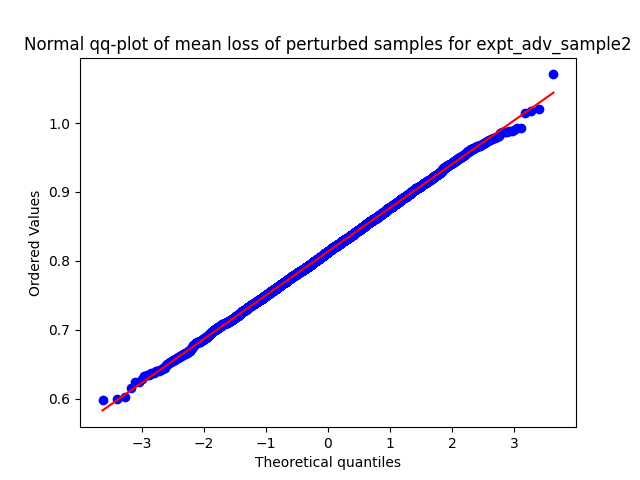 Normal qq-plot of mean loss of perturbed samples for expt_adv_sample2
1.0
0.9
0.8
0.7
0.6
Ordered Values
−3 −2 −1 0 1 2 3
Theoretical quantiles